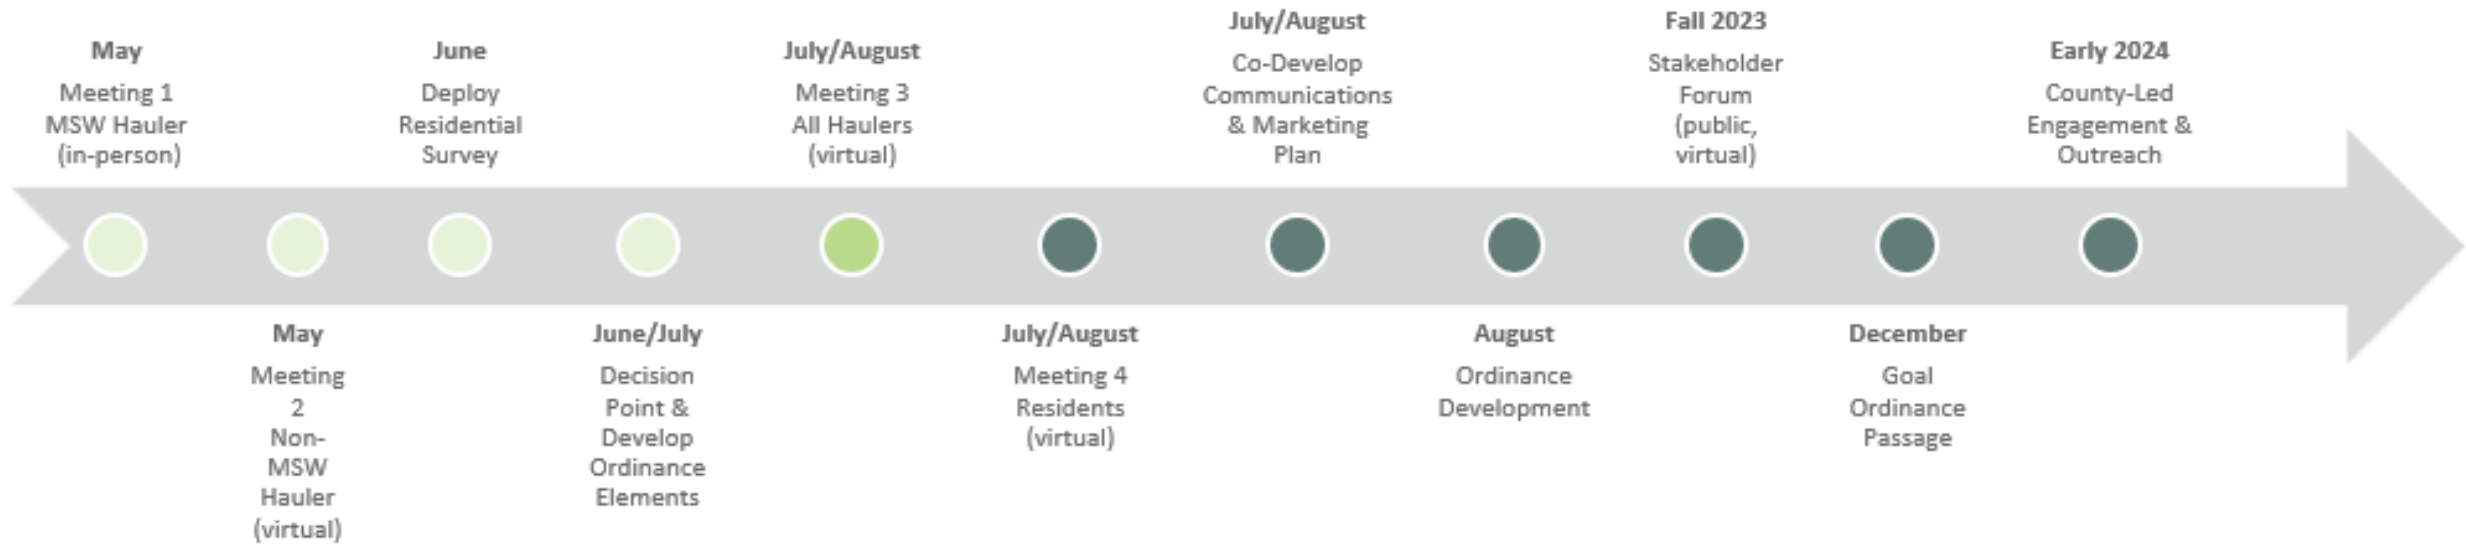 May
Meeting 1
MSW Hauler
(in-person)
May
Meeting
2
Non-
MSW
Hauler
(virtual)
June
Deploy
Residential
Survey
June/July
Decision
Point &
Develop
Ordinance
Elements
July/August
Meeting 3
All Haulers
(virtual)
July/August
Meeting 4
Residents
(virtual)
July/August
Co-Develop
Communications
& Marketing
Plan
August
Ordinance
Development
Fall 2023
Stakeholder
Forum
(public,
virtual)
December
Goal
Ordinance
Passage
Early 2024
County-Led
Engagement &
Outreach